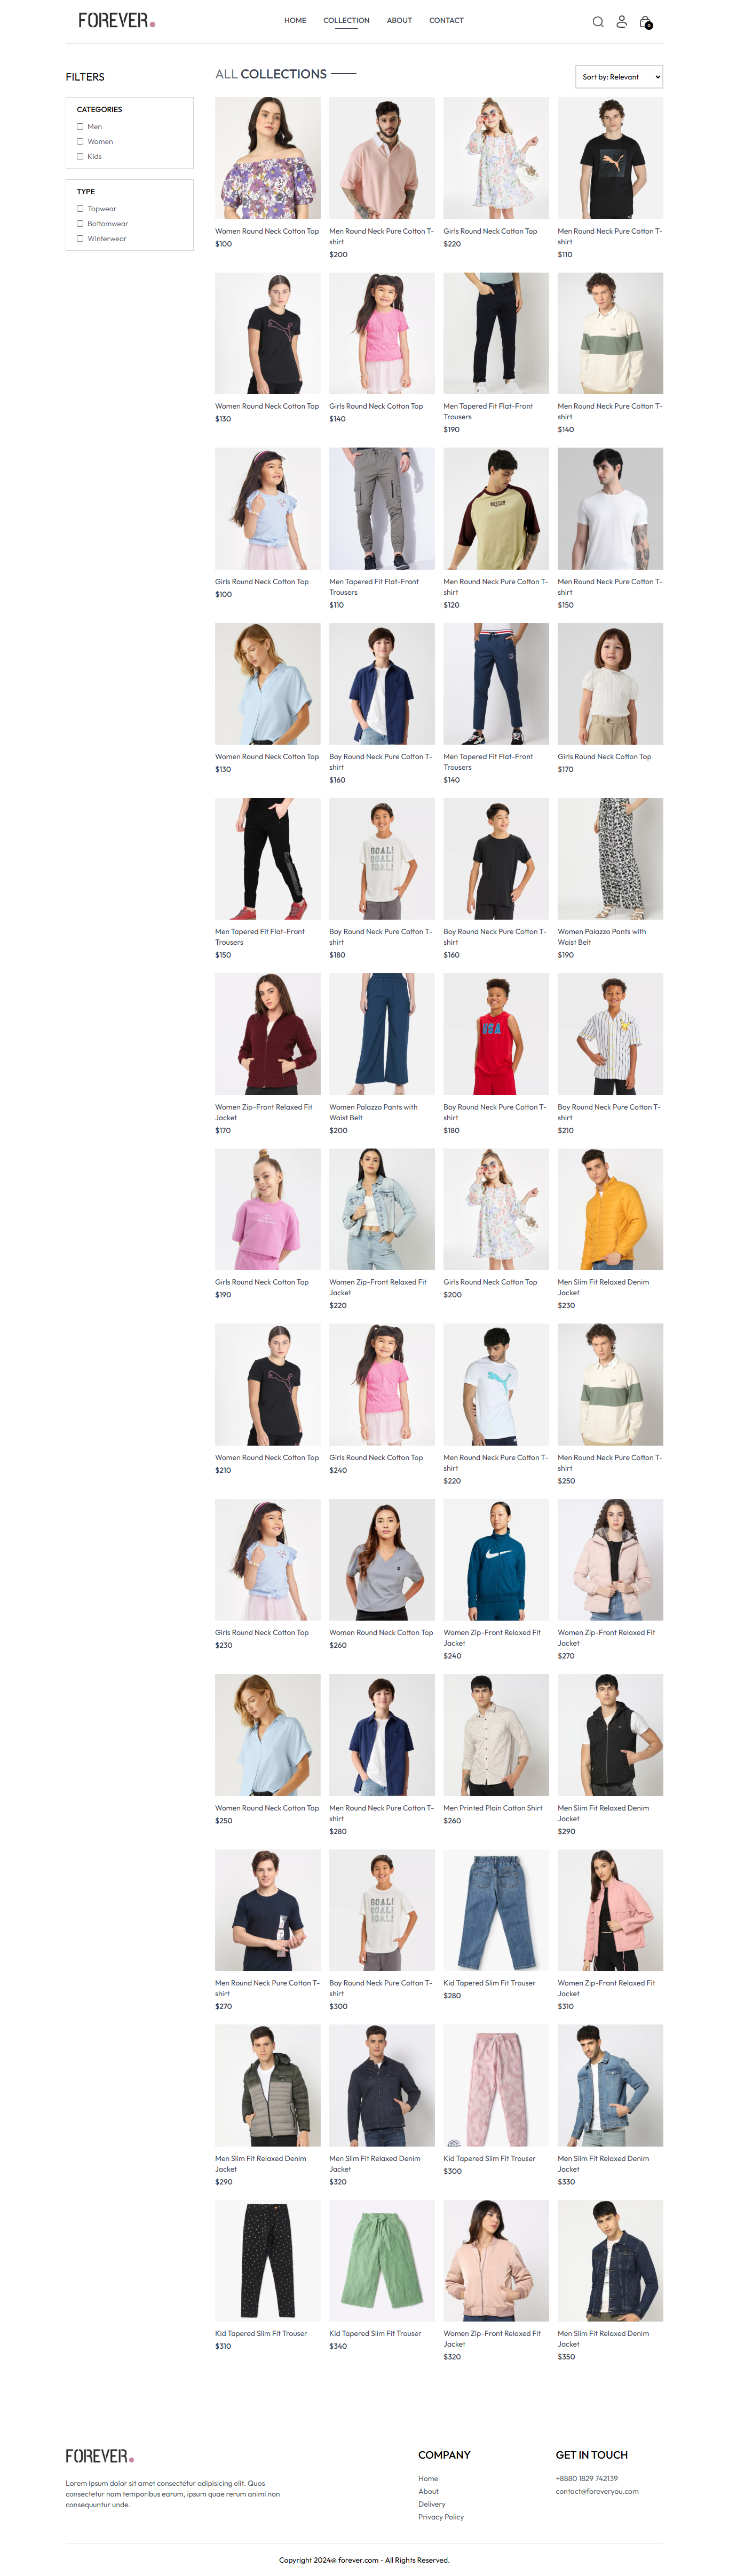 FOREVER.
HOME COLLECTION ABOUT CONTACT
0
FILTERS
CATEGORIES
Men
Women
Kids
TYPE
Topwear
Bottomwear
Winterwear
ALL COLLECTIONS
Sort by: Relevant
Women Round Neck Cotton Top
$100
Men Round Neck Pure Cotton T-
shirt
$200
Girls Round Neck Cotton Top
$220
Men Round Neck Pure Cotton T-
shirt
$110
Women Round Neck Cotton Top
$130
Girls Round Neck Cotton Top
$140
Men Tapered Fit Flat-Front
Trousers
$190
Men Round Neck Pure Cotton T-
shirt
$140
Girls Round Neck Cotton Top
$100
Men Tapered Fit Flat-Front
Trousers
$110
Men Round Neck Pure Cotton T-
shirt
$120
Men Round Neck Pure Cotton T-
shirt
$150
Women Round Neck Cotton Top
$130
Boy Round Neck Pure Cotton T-
shirt
$160
Men Tapered Fit Flat-Front
Trousers
$140
Girls Round Neck Cotton Top
$170
GOAL!
GOAL!
GOAL!
Men Tapered Fit Flat-Front
Trousers
$150
Boy Round Neck Pure Cotton T-
shirt
$180
Boy Round Neck Pure Cotton T-
shirt
$160
Women Palazzo Pants with
Waist Belt
$190
USA
Women Zip-Front Relaxed Fit
Jacket
$170
Women Palazzo Pants with
Waist Belt
$200
Boy Round Neck Pure Cotton T-
shirt
$180
Boy Round Neck Pure Cotton T-
shirt
$210
Girls Round Neck Cotton Top
$190
Women Zip-Front Relaxed Fit
Jacket
$220
Girls Round Neck Cotton Top
$200
Men Slim Fit Relaxed Denim
Jacket
$230
Women Round Neck Cotton Top
$210
Girls Round Neck Cotton Top
$240
Men Round Neck Pure Cotton T-
shirt
$220
Men Round Neck Pure Cotton T-
shirt
$250
Girls Round Neck Cotton Top
$230
Women Round Neck Cotton Top
$260
Women Zip-Front Relaxed Fit
Jacket
$240
Women Zip-Front Relaxed Fit
Jacket
$270
Women Round Neck Cotton Top
$250
Men Round Neck Pure Cotton T-
shirt
$280
Men Printed Plain Cotton Shirt
$260
Men Slim Fit Relaxed Denim
Jacket
$290
GOAL!
GOAL!
GOAL!
Men Round Neck Pure Cotton T-
shirt
$270
Boy Round Neck Pure Cotton T-
shirt
$300
Kid Tapered Slim Fit Trouser
$280
Women Zip-Front Relaxed Fit
Jacket
$310
Men Slim Fit Relaxed Denim
Jacket
$290
Men Slim Fit Relaxed Denim
Jacket
$320
Kid Tapered Slim Fit Trouser
$300
Men Slim Fit Relaxed Denim
Jacket
$330
Kid Tapered Slim Fit Trouser
$310
Kid Tapered Slim Fit Trouser
$340
Women Zip-Front Relaxed Fit
Jacket
$320
Men Slim Fit Relaxed Denim
Jacket
$350
FOREVER.
Lorem ipsum dolor sit amet consectetur adipisicing elit. Quos
consectetur nam temporibus earum, ipsum quae rerum animi non
consequuntur unde.
COMPANY
Home
About
Delivery
Privacy Policy
GET IN TOUCH
+8880 1829 742139
contact@foreveryou.com
Copyright 2024@ forever.com - All Rights Reserved.